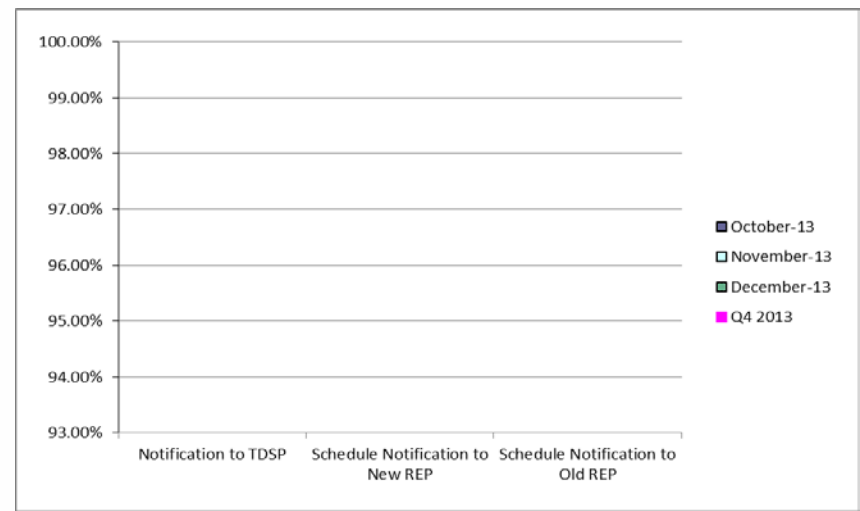 100.00%
99.00%
98.00%
97.00%
96.00%
95.00%
94.00%
93.00%
Notification to TDSP
Schedule Notification to
New REP
Schedule Notification to
Old REP
October-13
November-13
December-13
Q4 2013